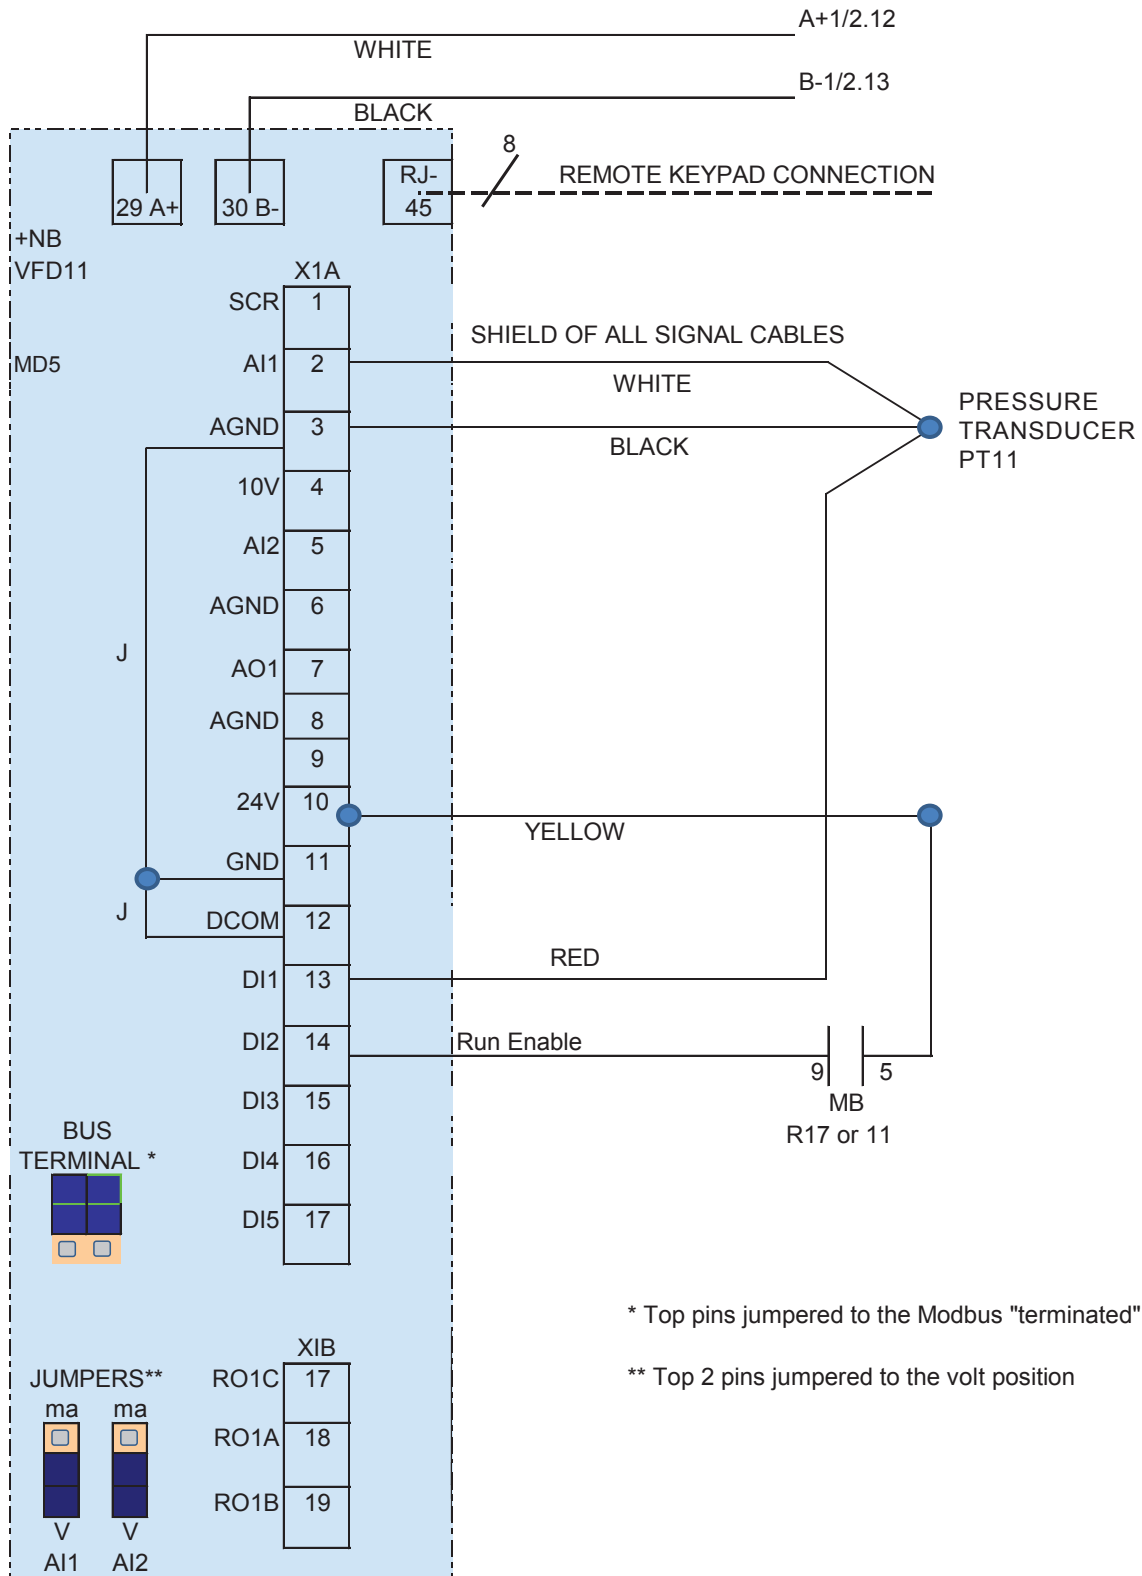 A+1/2.12
WHITE
B-1/2.13
BLACK
8
REMOTE KEYPAD CONNECTION
29 A+
30 B-
RJ-
45
+NB
VFD11
MD5
X1A
SCR 1
SHIELD OF ALL SIGNAL CABLES
AI1 2
WHITE
AGND 3
BLACK
PRESSURE
TRANSDUCER
PT11
10V 4
AI2 5
AGND 6
J
AO1 7
AGND 8
9
24V 10
YELLOW
GND 11
J
DCOM 12
RED
DI1 13
DI2 14
Run Enable
9 5
MB
R17 or 11
DI3 15
BUS
TERMINAL *
DI4 16
DI5 17
* Top pins jumpered to the Modbus "terminated"
** Top 2 pins jumpered to the volt position
XIB
JUMPERS**
ma ma
V V
AI1 AI2
RO1C 17
RO1A 18
RO1B 19